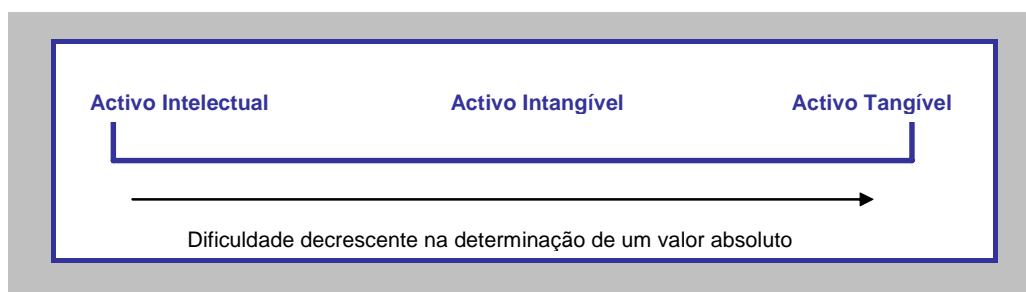 Activo Intelectual Activo Intangível Activo Tangível
Dificuldade decrescente na determinação de um valor absoluto